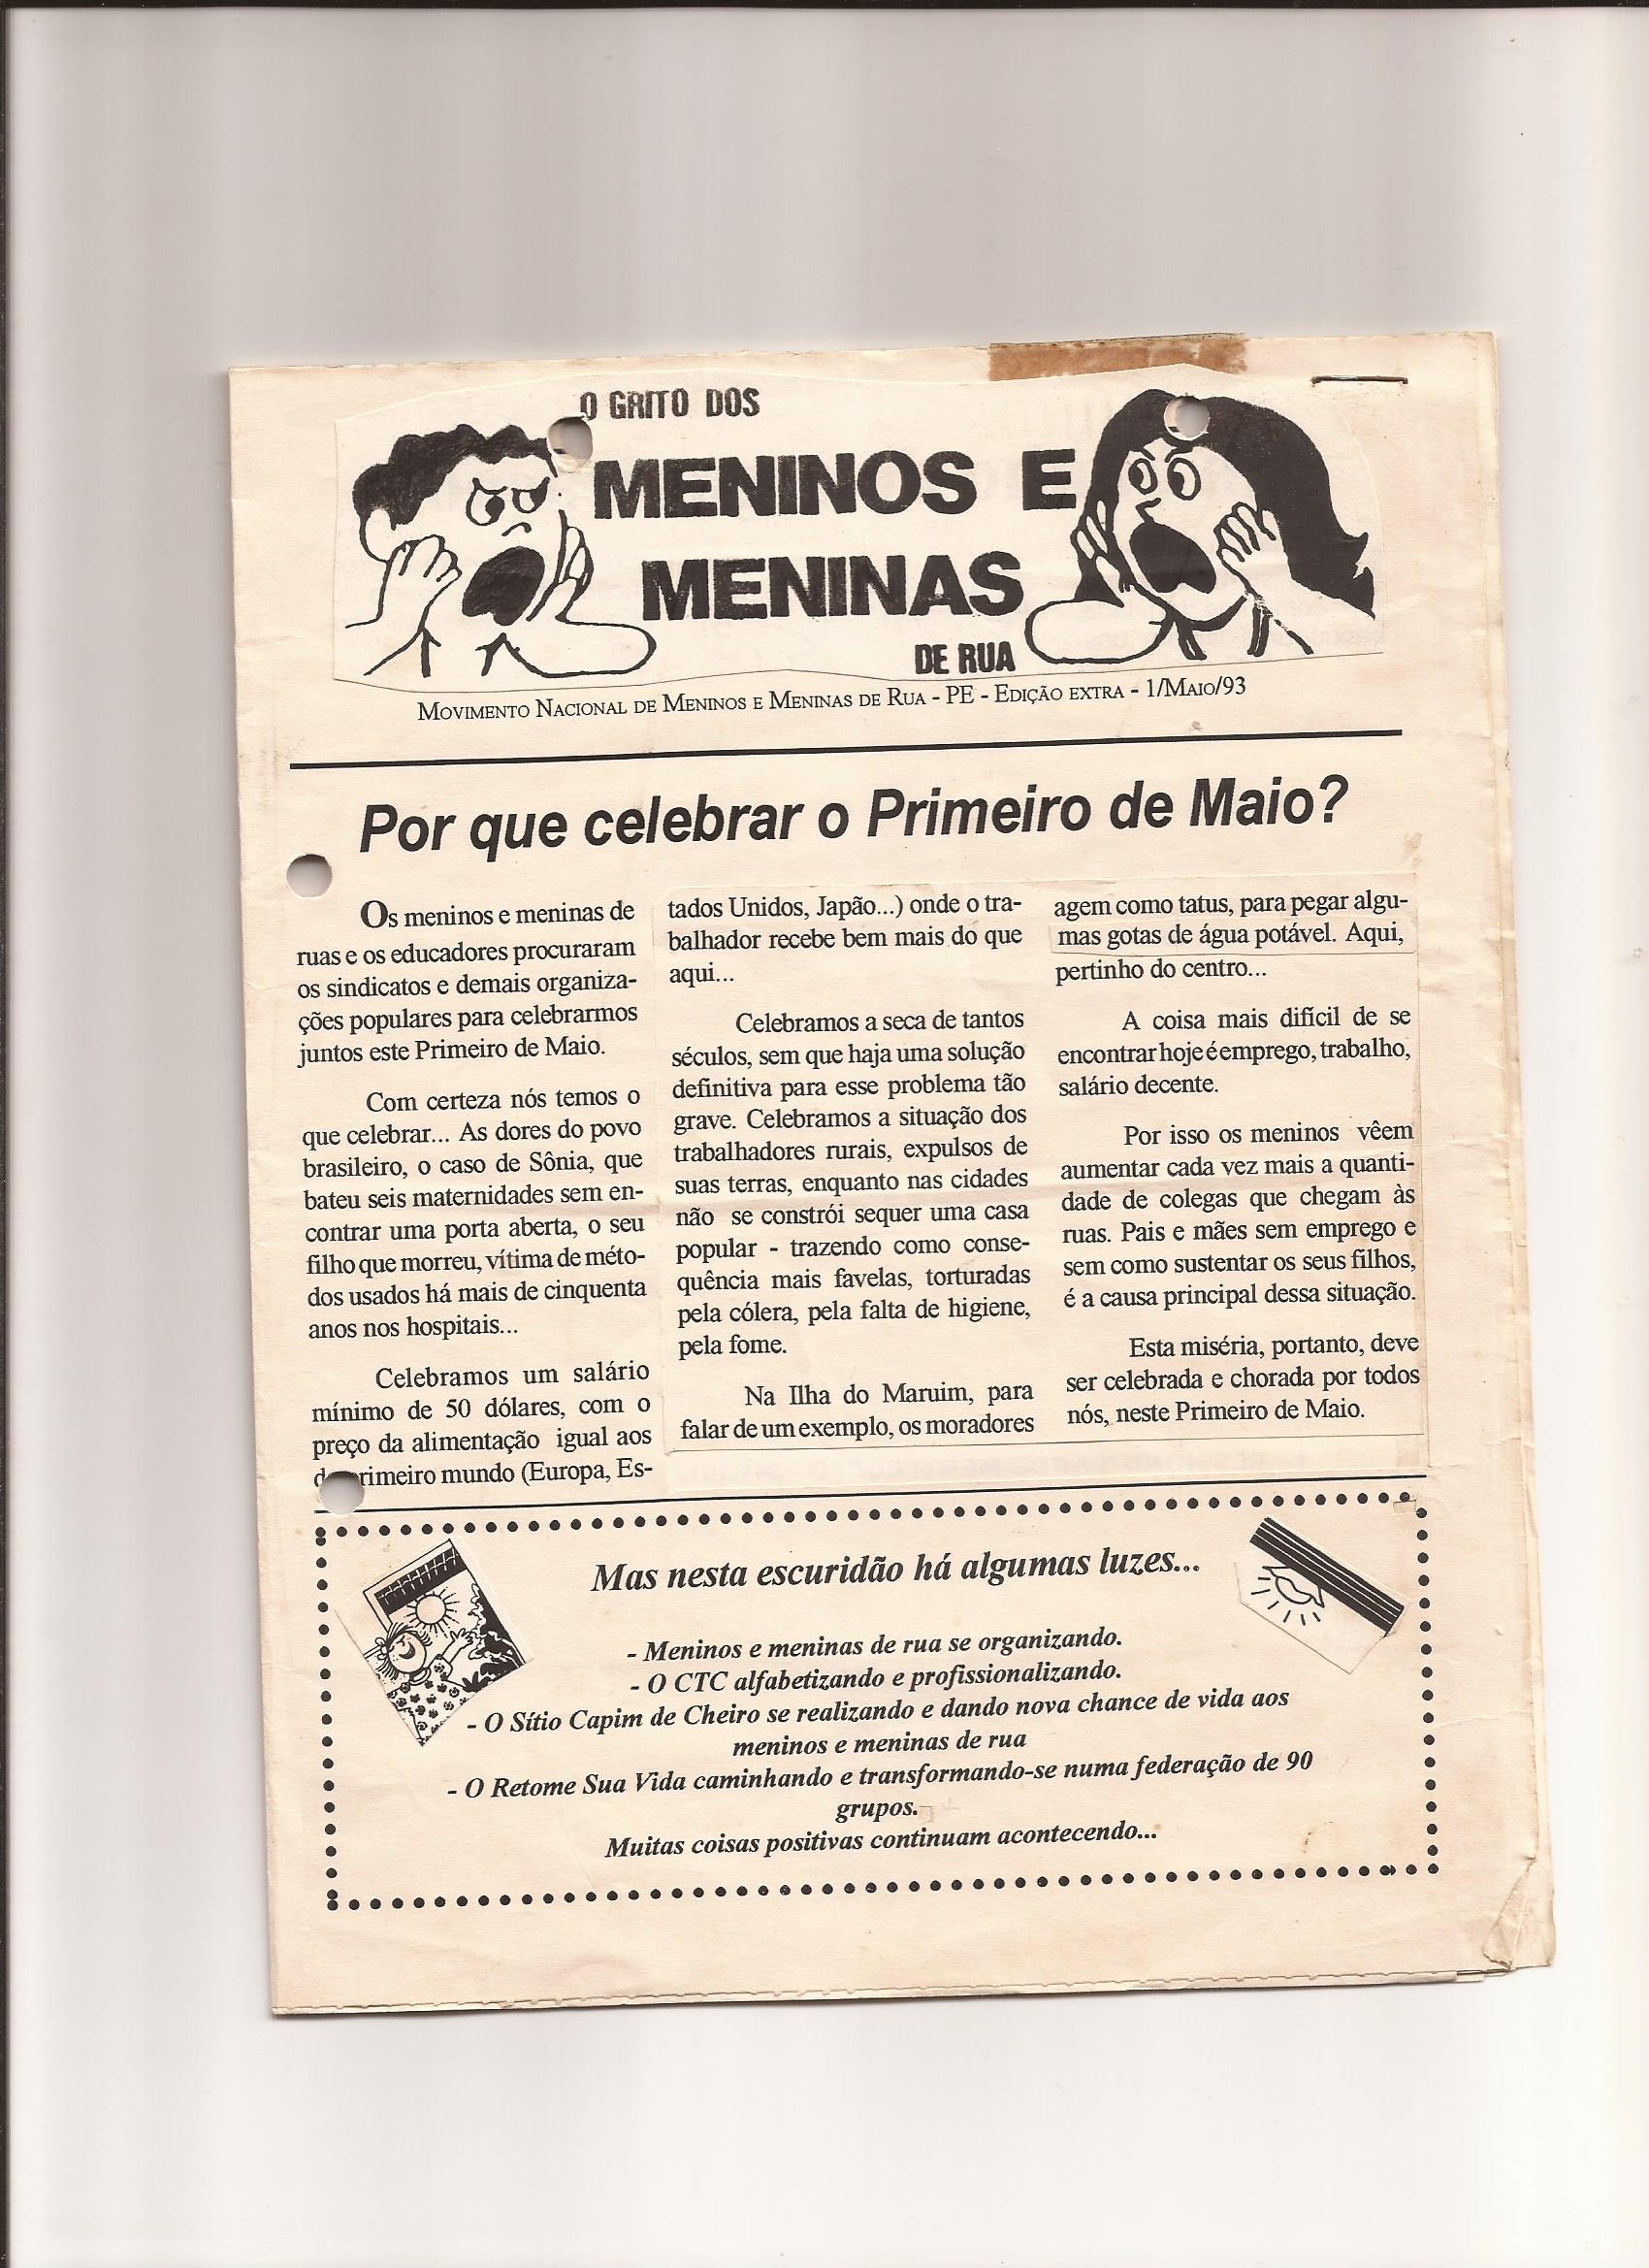 O GRITO DOS
MENINOS E
MENINAS
DE RUA
MOVIMENTO NACIONAL DE MENINOS E MENINAS DE RUA - PE - EDIÇÃO EXTRA - 1/MAIO/93
Por que celebrar o Primeiro de Maio?
Os meninos e meninas de
ruas e os educadores procuraram
os sindicatos e demais organiza-
ções populares para celebrarmos
juntos este Primeiro de Maio.
Com certeza nós temos o
que celebrar... As dores do povo
brasileiro, o caso de Sônia, que
bateu seis maternidades sem en-
contrar uma porta aberta, o seu
filho que morreu, vítima de méto-
dos usados há mais de cinquenta
anos nos hospitais...
Celebramos um salário
mínimo de 50 dólares, com o
preço da alimentação igual aos
primeiro mundo (Europa, Es-
tados Unidos, Japão...) onde o tra-
balhador recebe bem mais do que
aqui...
Celebramos a seca de tantos
séculos, sem que haja uma solução
definitiva para esse problema tão
grave. Celebramos a situação dos
trabalhadores rurais, expulsos de
suas terras, enquanto nas cidades
não se constrói sequer uma casa
popular - trazendo como conse-
quência mais favelas, torturadas
pela cólera, pela falta de higiene,
pela fome.
Na Ilha do Maruim, para
falar de um exemplo, os moradores
agem como tatus, para pegar algu-
mas gotas de água potável. Aqui,
pertinho do centro...
A coisa mais difícil de se
encontrar hoje é emprego, trabalho,
salário decente.
Por isso os meninos vêem
aumentar cada vez mais a quanti-
dade de colegas que chegam às
ruas. Pais e mães sem emprego e
sem como sustentar os seus filhos,
é a causa principal dessa situação.
Esta miséria, portanto, deve
ser celebrada e chorada por todos
nós, neste Primeiro de Maio.
Mas nesta escuridão há algumas luzes...
- Meninos e meninas de rua se organizando.
- O CTC alfabetizando e profissionalizando.
- O Sítio Capim de Cheiro se realizando e dando nova chance de vida aos
meninos e meninas de rua
- O Retome Sua Vida caminhando e transformando-se numa federação de 90
grupos.
Muitas coisas positivas continuam acontecendo...